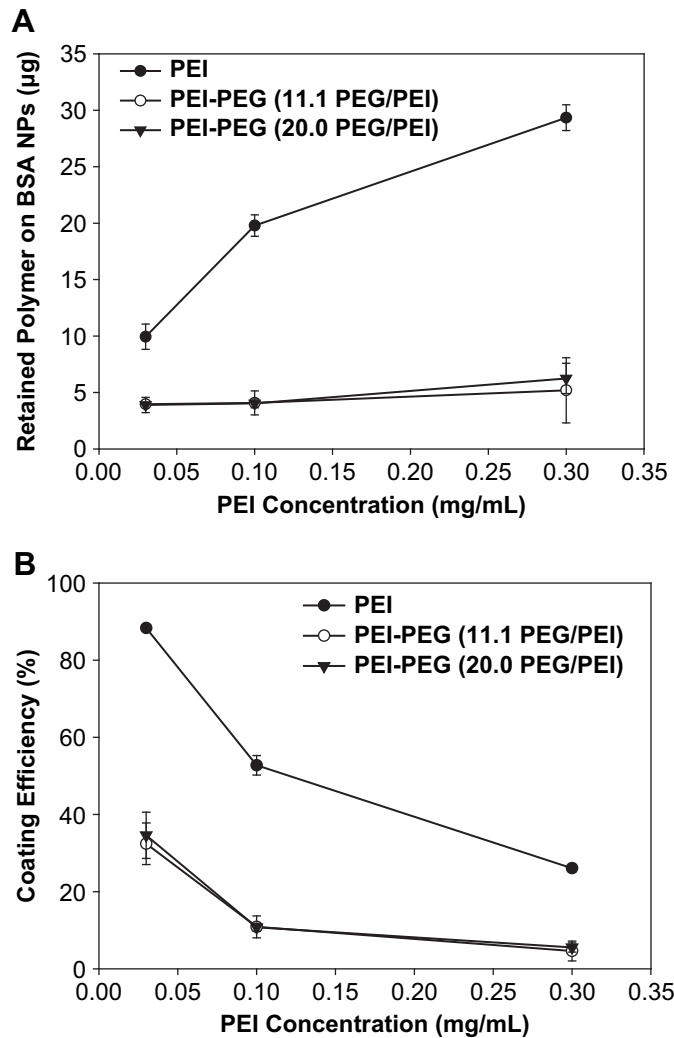 A
Retained Polymer on BSA NPs (µg)
35
30
25
20
15
10
5
0
PEI
PEI-PEG (11.1 PEG/PEI)
PEI-PEG (20.0 PEG/PEI)
0.00 0.05 0.10 0.15 0.20 0.25 0.30 0.35
PEI Concentration (mg/mL)
B
Coating Efficiency (%)
100
80
60
40
20
0
PEI
PEI-PEG (11.1 PEG/PEI)
PEI-PEG (20.0 PEG/PEI)
0.00 0.05 0.10 0.15 0.20 0.25 0.30 0.35
PEI Concentration (mg/mL)